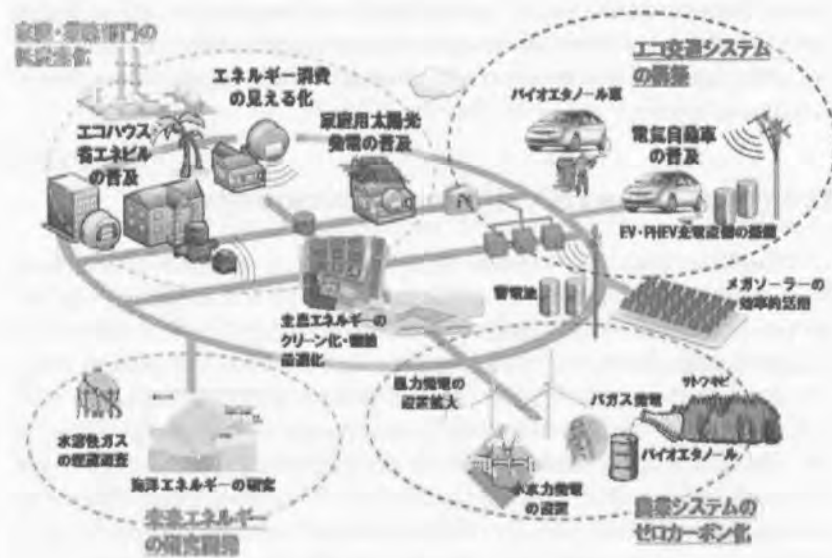 家庭・業務部門の
低炭素化
エネルギー消費
の見える化
エコハウス
省エネビル
の普及
家庭用太陽光
発電の普及
エコ交通システム
の構築
バイオエタノール車
電気自動車
の普及
EV・PHEV充電設備の整備
メガソーラーの
効率的活用
蓄電池
エネルギーの
クリーン化・
最適化
風力発電の
設置拡大
バガス発電
サトウキビ
バイオエタノール
小水力発電
の設置
農業システムの
ゼロカーボン化
水溶性ガス
の埋蔵調査
海洋エネルギーの研究
未来エネルギー
の研究開発